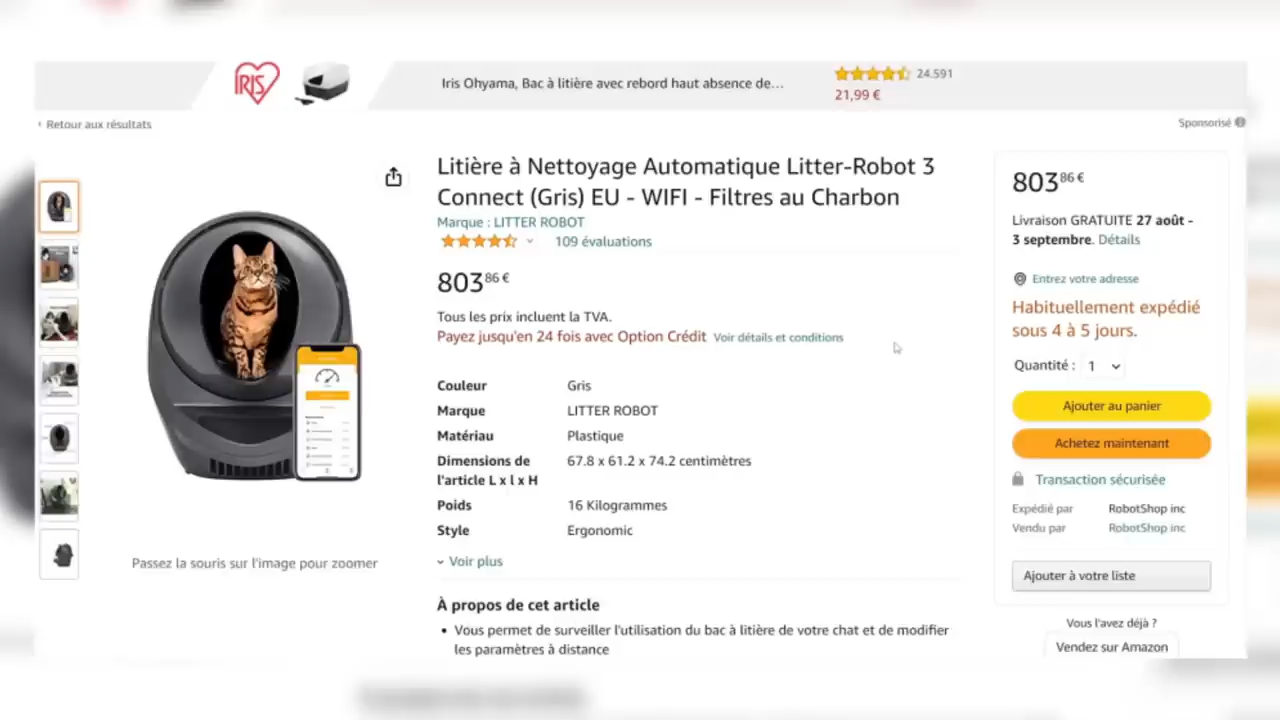 IRIS
Iris Ohyama, Bac à litière avec rebord haut absence de...
24.591
21,99 €
‹ Retour aux résultats
Sponsorisé
Litière à Nettoyage Automatique Litter-Robot 3
Connect (Gris) EU - WIFI - Filtres au Charbon
Marque : LITTER ROBOT
109 évaluations
803 86 €
Tous les prix incluent la TVA.
Payez jusqu'en 24 fois avec Option Crédit Voir détails et conditions
Couleur Gris
Marque LITTER ROBOT
Matériau Plastique
Dimensions de 67.8 x 61.2 x 74.2 centimètres
l'article L x l x H
Poids 16 Kilogrammes
Style Ergonomic
Voir plus
Passez la souris sur l'image pour zoomer
À propos de cet article
• Vous permet de surveiller l'utilisation du bac à litière de votre chat et de modifier
les paramètres à distance
803 86 €
Livraison GRATUITE 27 août -
3 septembre. Détails
Entrez votre adresse
Habituellement expédié
sous 4 à 5 jours.
Quantité : 1
Ajouter au panier
Achetez maintenant
Transaction sécurisée
Expédié par RobotShop inc
Vendu par RobotShop inc
Ajouter à votre liste
Vous l'avez déjà ?
Vendez sur Amazon